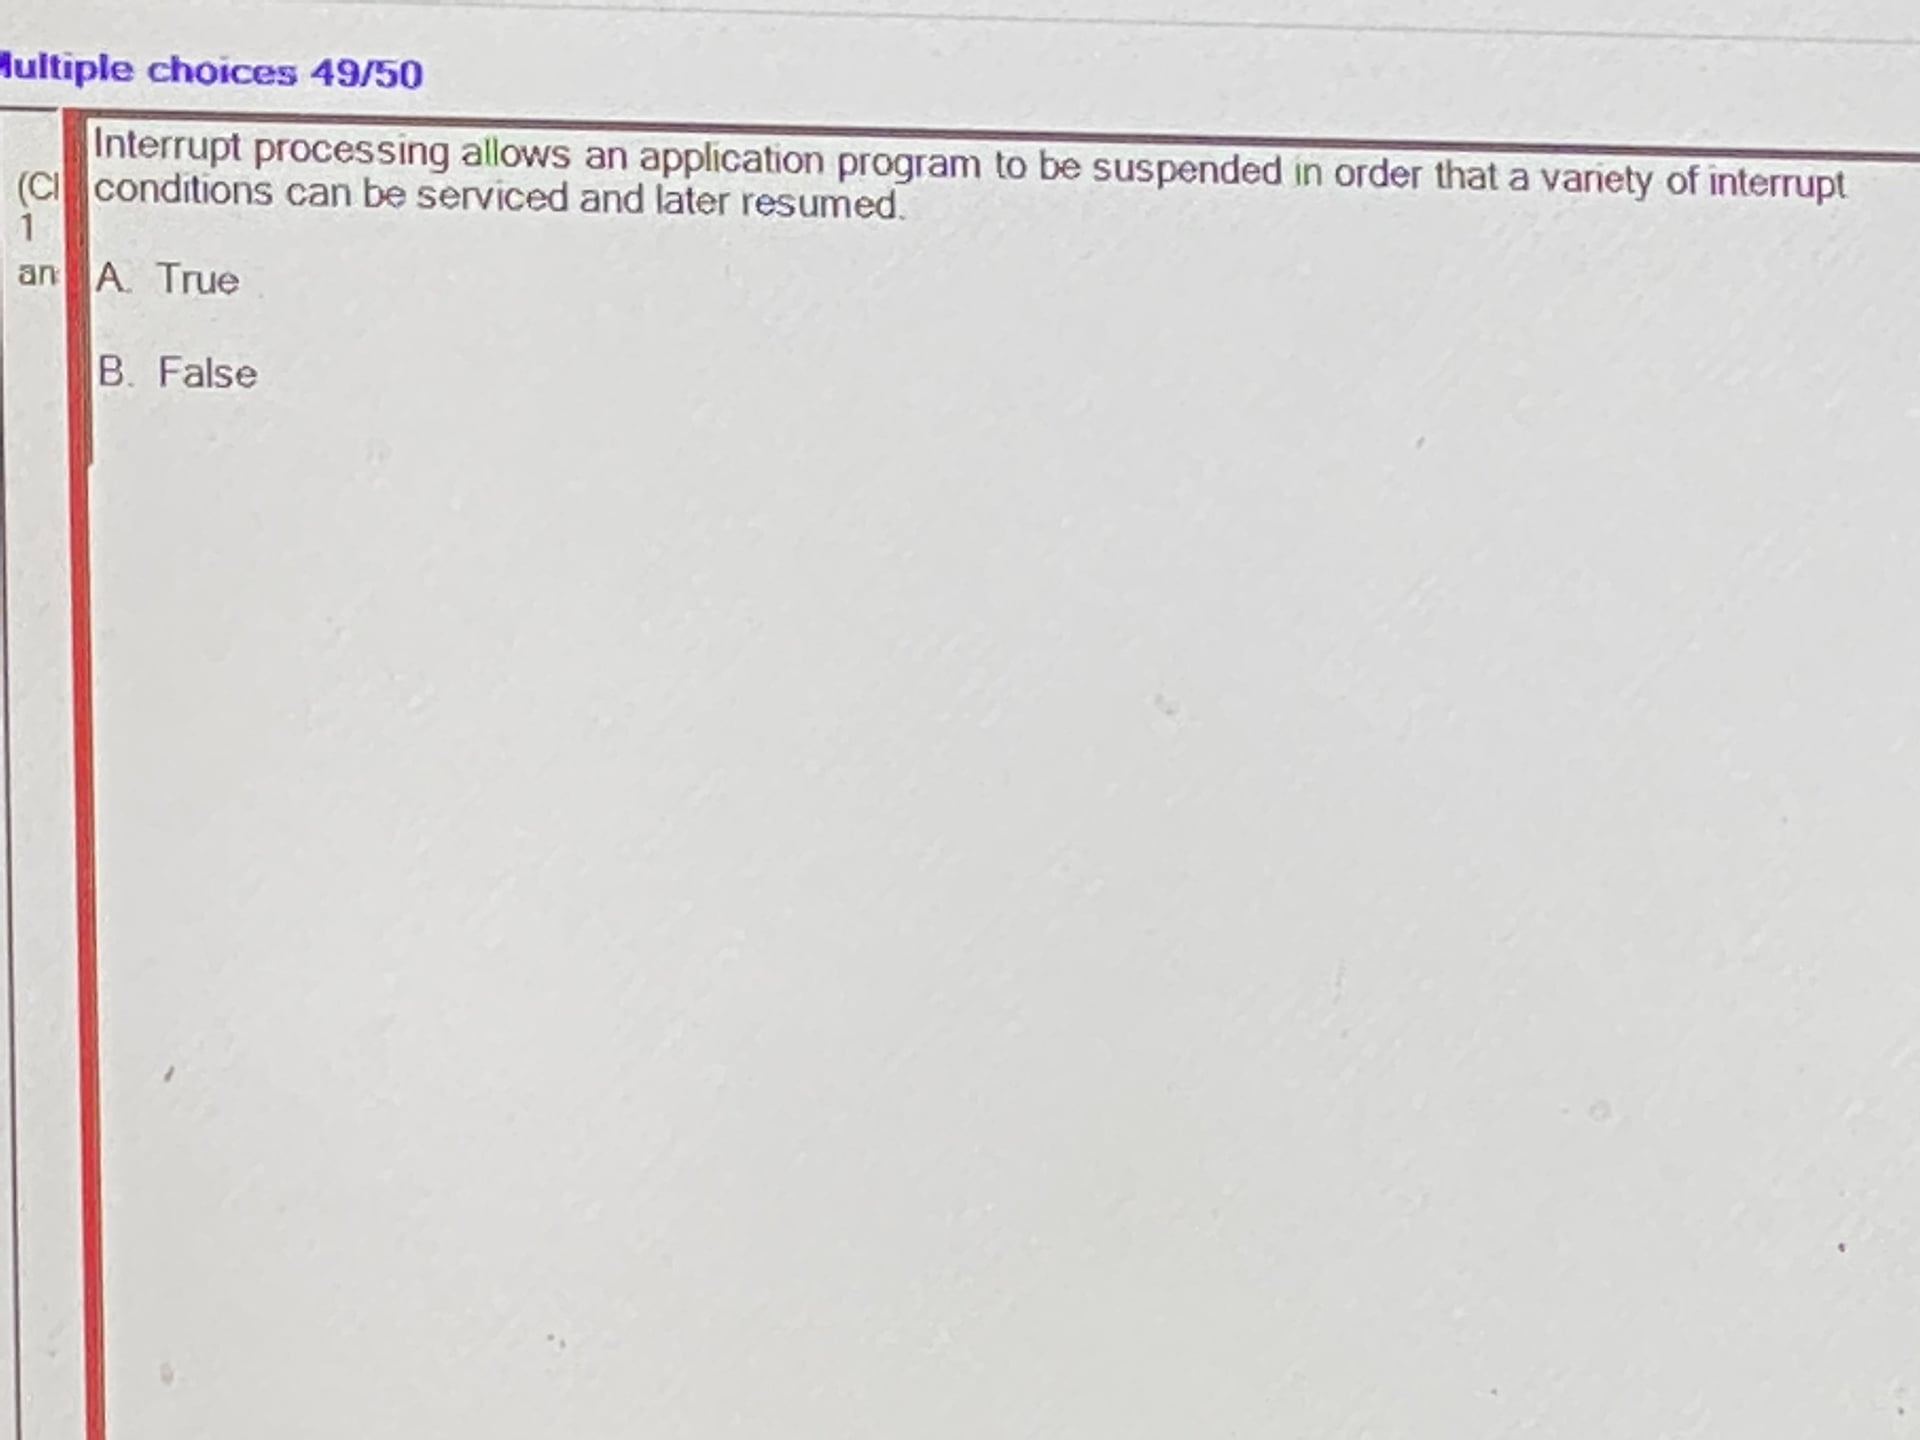 Multiple choices 49/50
Interrupt processing allows an application program to be suspended in order that a variety of interrupt
(Cl
conditions can be serviced and later resumed.
1
an
A. True
B. False